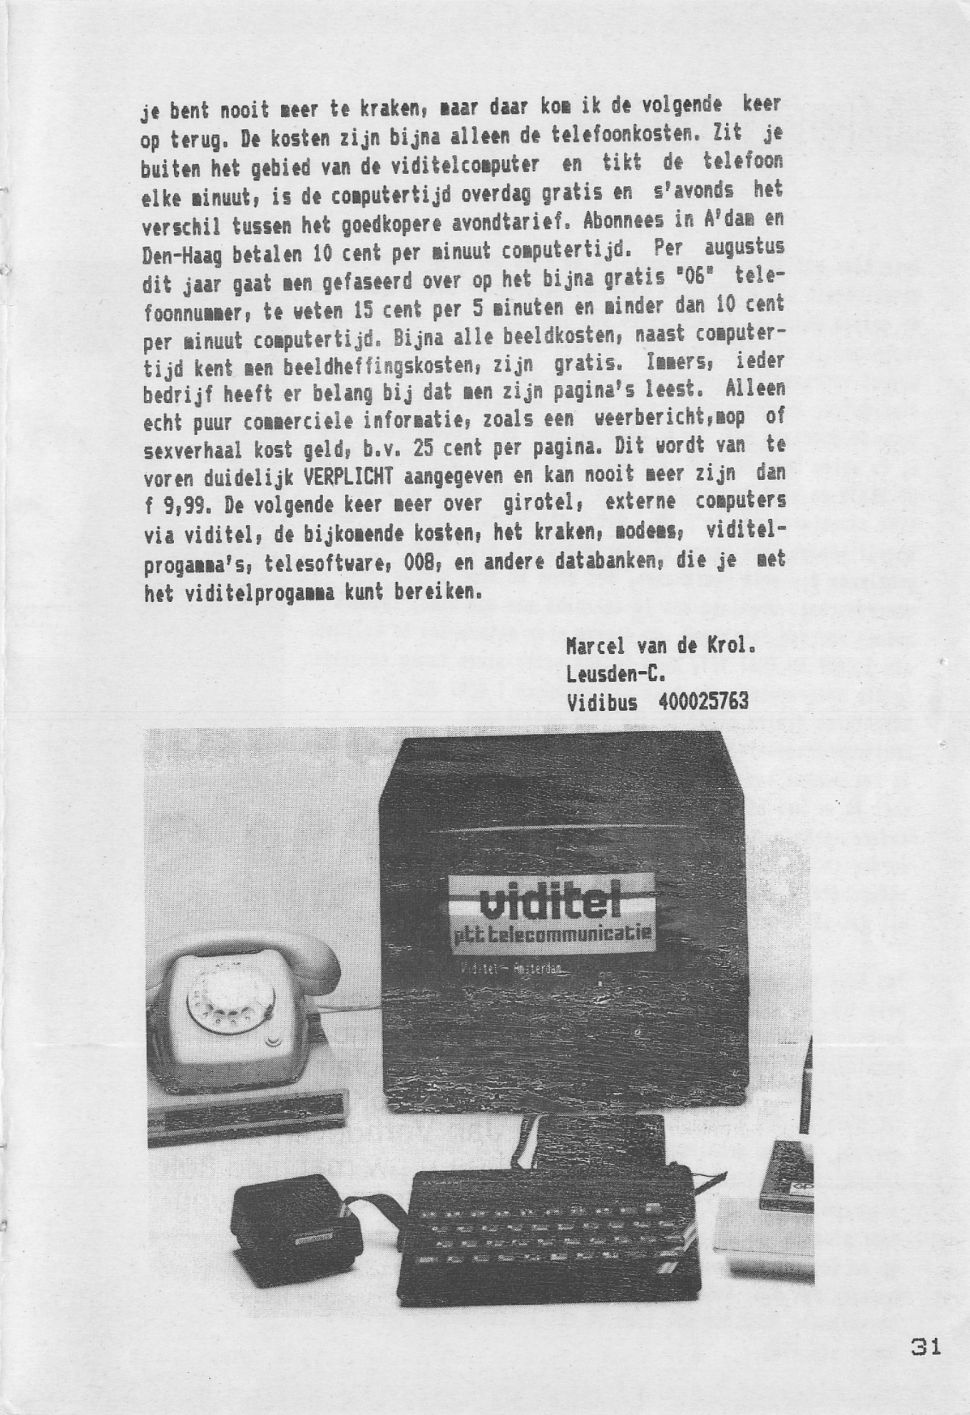 je bent nooit meer te kraken, maar daar kom ik de volgende keer
op terug. De kosten zijn bijna alleen de telefoonkosten. Zit je
buiten het gebied van de viditelcomputer en tikt de telefoon
elke minuut, is de computertijd overdag gratis en s'avonds het
verschil tussen het goedkopere avondtarief. Abonnees in A'dam en
Den-Haag betalen 10 cent per minuut computertijd. Per augustus
dit jaar gaat men gefaseerd over op het bijna gratis "06" tele-
foonnummer, te weten 15 cent per 5 minuten en minder dan 10 cent
per minuut computertijd. Bijna alle beeldkosten, naast computer-
tijd kent men beeldheffingskosten, zijn gratis. Immers, ieder
bedrijf heeft er belang bij dat men zijn pagina's leest. Alleen
echt puur commerciele informatie, zoals een weerbericht,mop of
sexverhaal kost geld, b.v. 25 cent per pagina. Dit wordt van te
voren duidelijk VERPLICHT aangegeven en kan nooit meer zijn dan
f 9,99. De volgende keer meer over girotel, externe computers
via viditel, de bijkomende kosten, het kraken, modems, viditel-
progamma's, telesoftware, 008, en andere databanken, die je met
het viditelprogamma kunt bereiken.
Marcel van de Krol.
Leusden-C.
Vidibus 400025763
viditel
ptt telecommunicatie
Viditel - Amsterdam
31